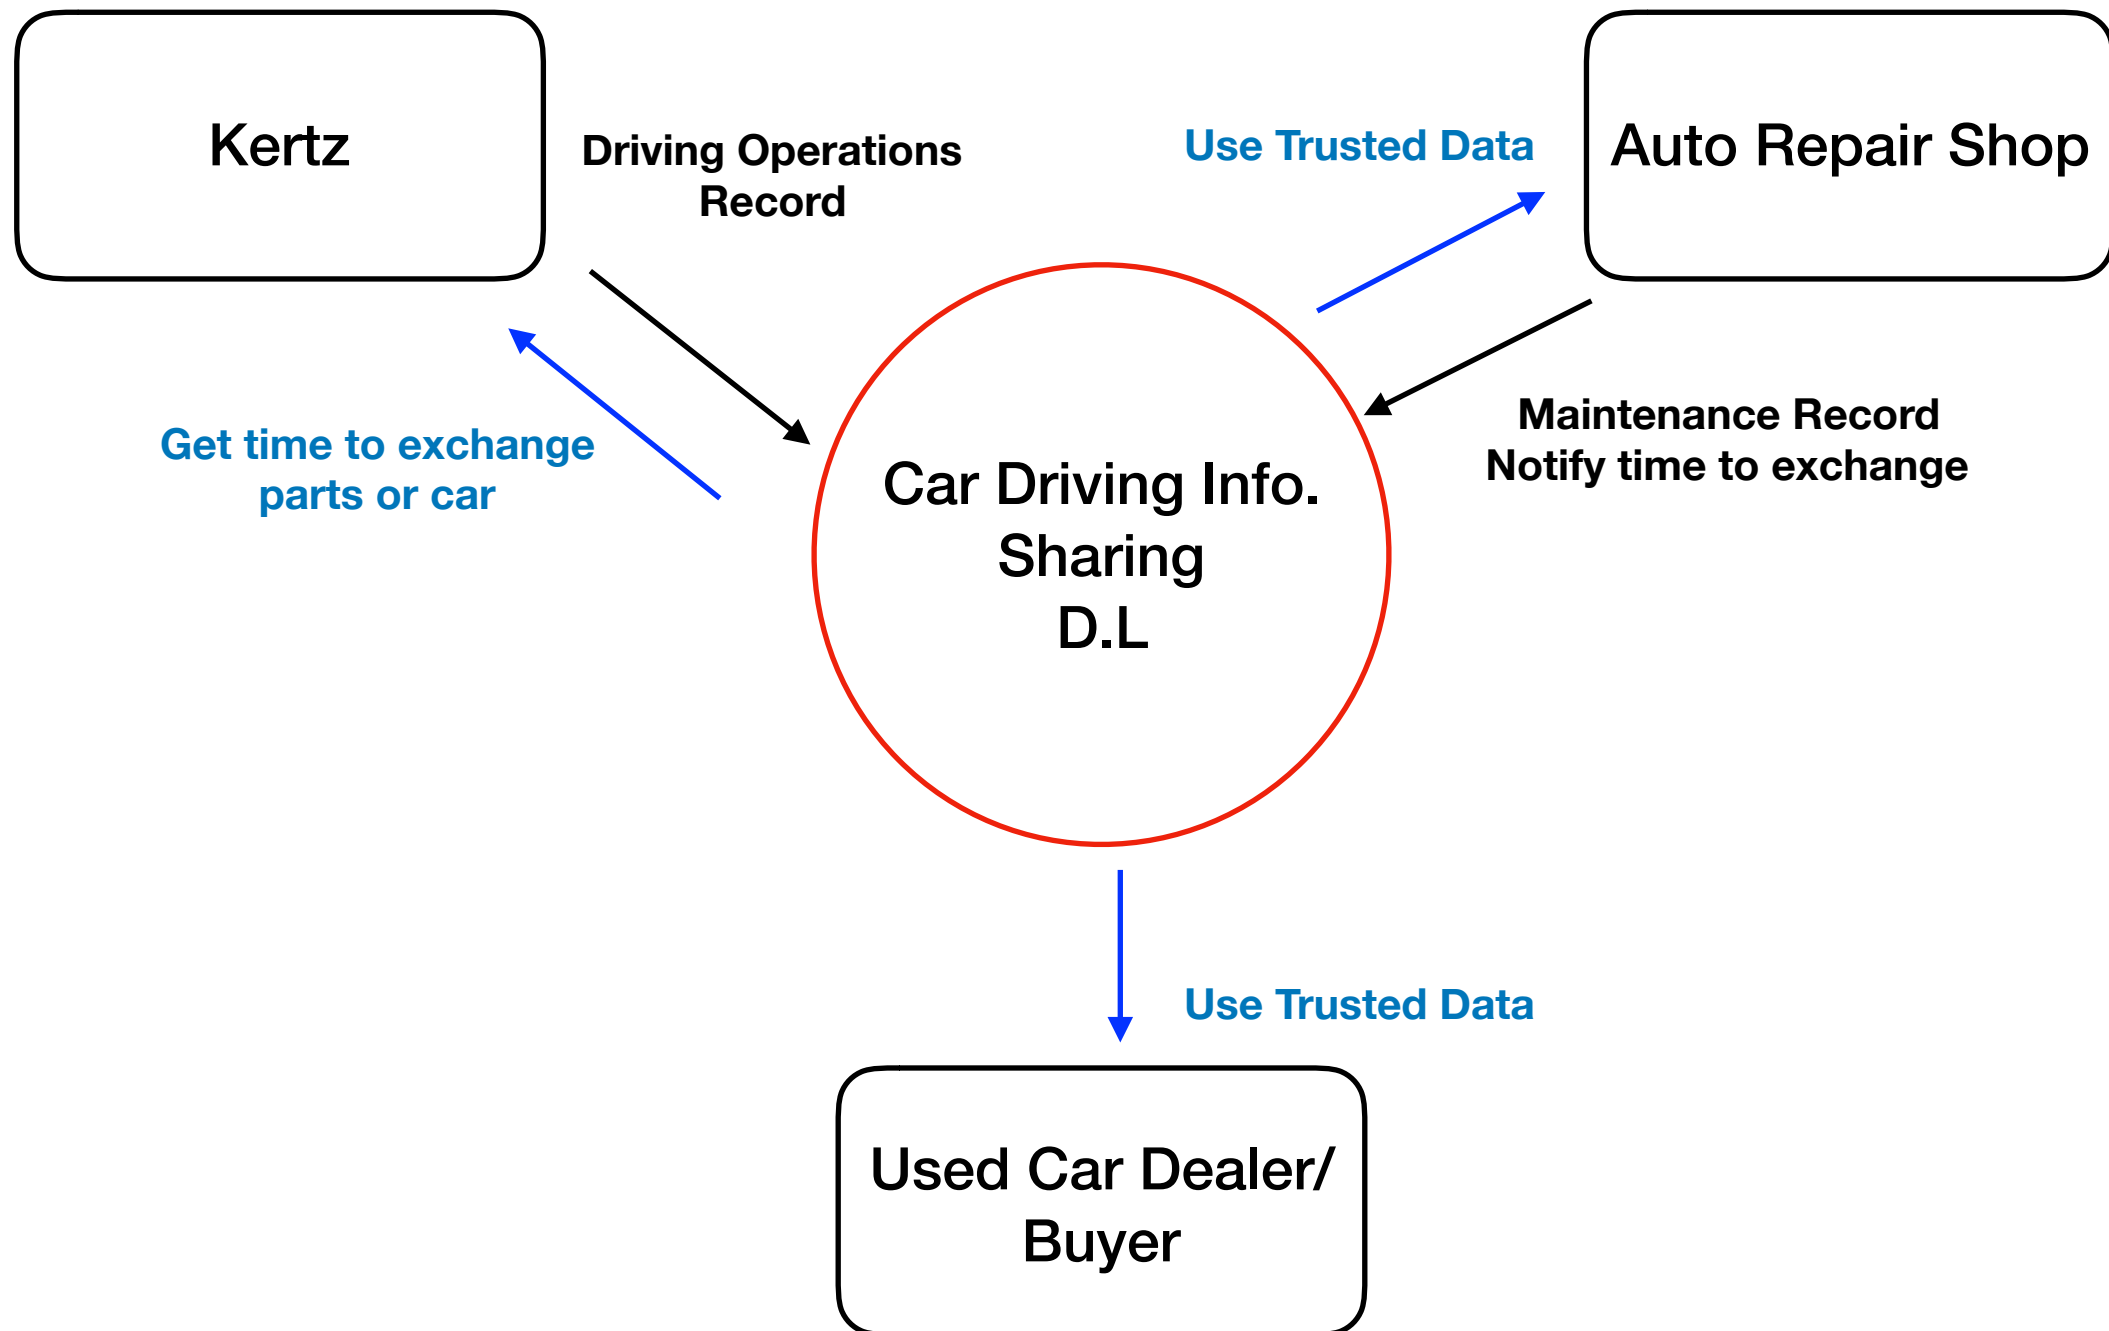 Kertz
Driving Operations
Record
Use Trusted Data
Auto Repair Shop
Get time to exchange
parts or car
Car Driving Info.
Sharing
D.L
Maintenance Record
Notify time to exchange
Use Trusted Data
Used Car Dealer/
Buyer